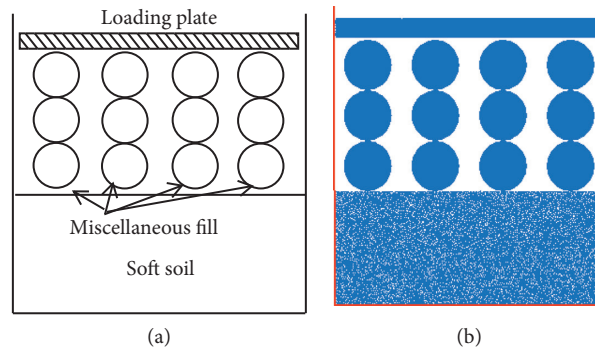 Loading plate
Miscellaneous fill
Soft soil
(a)
(b)